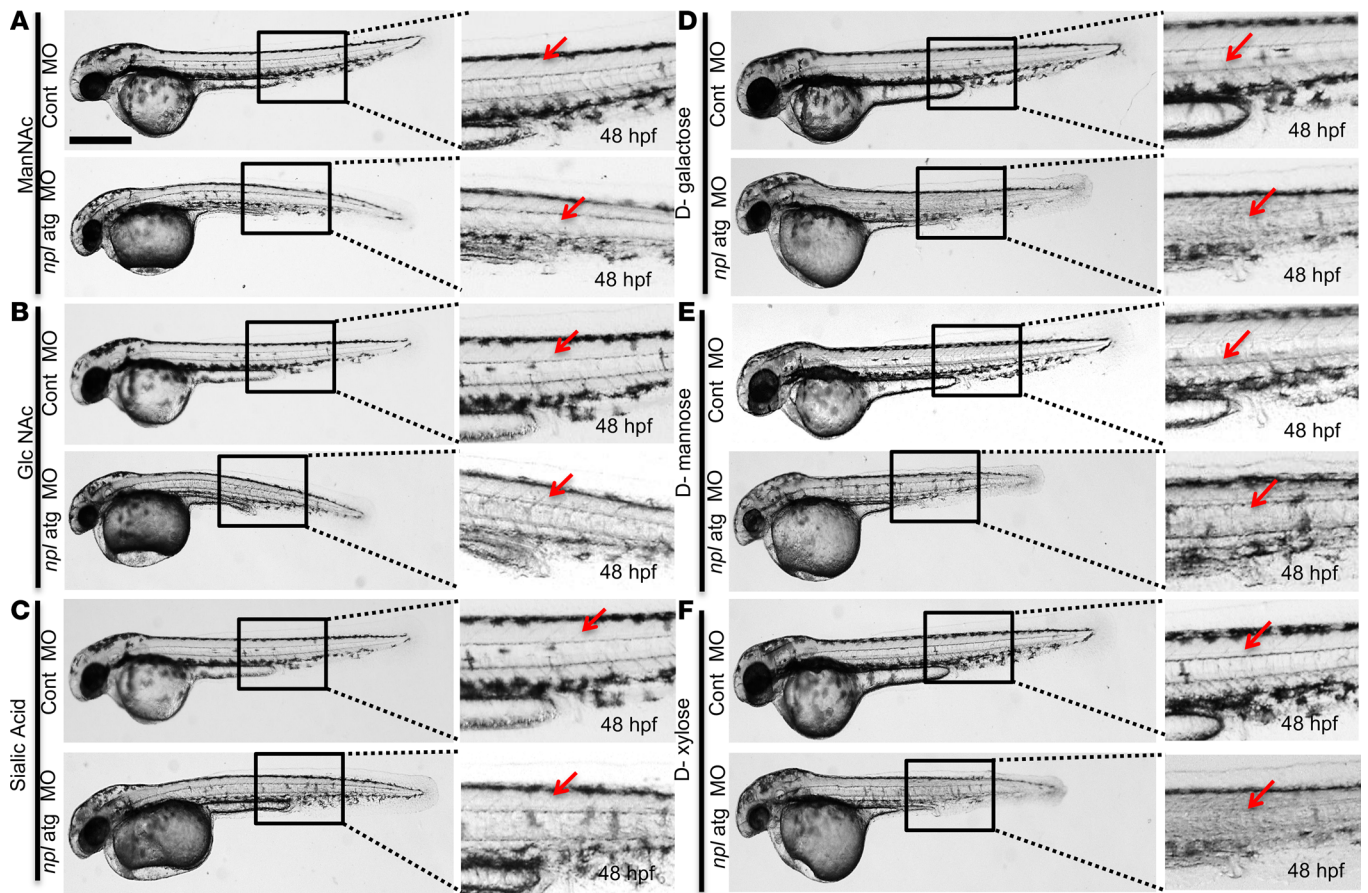 A
ManNAc
Cont MO
48 hpf
npl atg MO
48 hpf
B
Glc NAc
Cont MO
48 hpf
npl atg MO
48 hpf
C
Sialic Acid
Cont MO
48 hpf
npl atg MO
48 hpf
D
D- galactose
Cont MO
48 hpf
npl atg MO
48 hpf
E
D- mannose
Cont MO
48 hpf
npl atg MO
48 hpf
F
D- xylose
Cont MO
48 hpf
npl atg MO
48 hpf